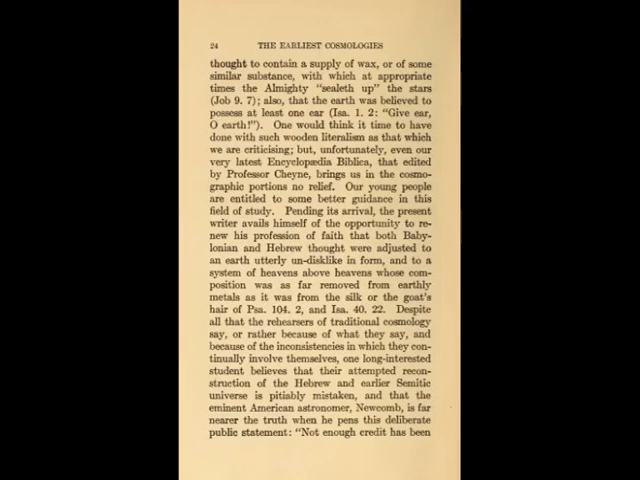 24 THE EARLIEST COSMOLOGIES
thought to contain a supply of wax, or of some
similar substance, with which at appropriate
times the Almighty "sealeth up" the stars
(Job 9. 7); also, that the earth was believed to
possess at least one ear (Isa. 1. 2: "Give ear,
O earth!"). One would think it time to have
done with such wooden literalism as that which
we are criticising; but, unfortunately, even our
very latest Encyclopædia Biblica, that edited
by Professor Cheyne, brings us in the cosmo-
graphic portions no relief. Our young people
are entitled to some better guidance in this
field of study. Pending its arrival, the present
writer avails himself of the opportunity to re-
new his profession of faith that both Baby-
lonian and Hebrew thought were adjusted to
an earth utterly un-disklike in form, and to a
system of heavens above heavens whose com-
position was as far removed from earthly
metals as it was from the silk or the goat's
hair of Psa. 104. 2, and Isa. 40. 22. Despite
all that the rehearsers of traditional cosmology
say, or rather because of what they say, and
because of the inconsistencies in which they con-
tinually involve themselves, one long-interested
student believes that their attempted recon-
struction of the Hebrew and earlier Semitic
universe is pitiably mistaken, and that the
eminent American astronomer, Newcomb, is far
nearer the truth when he pens this deliberate
public statement: "Not enough credit has been